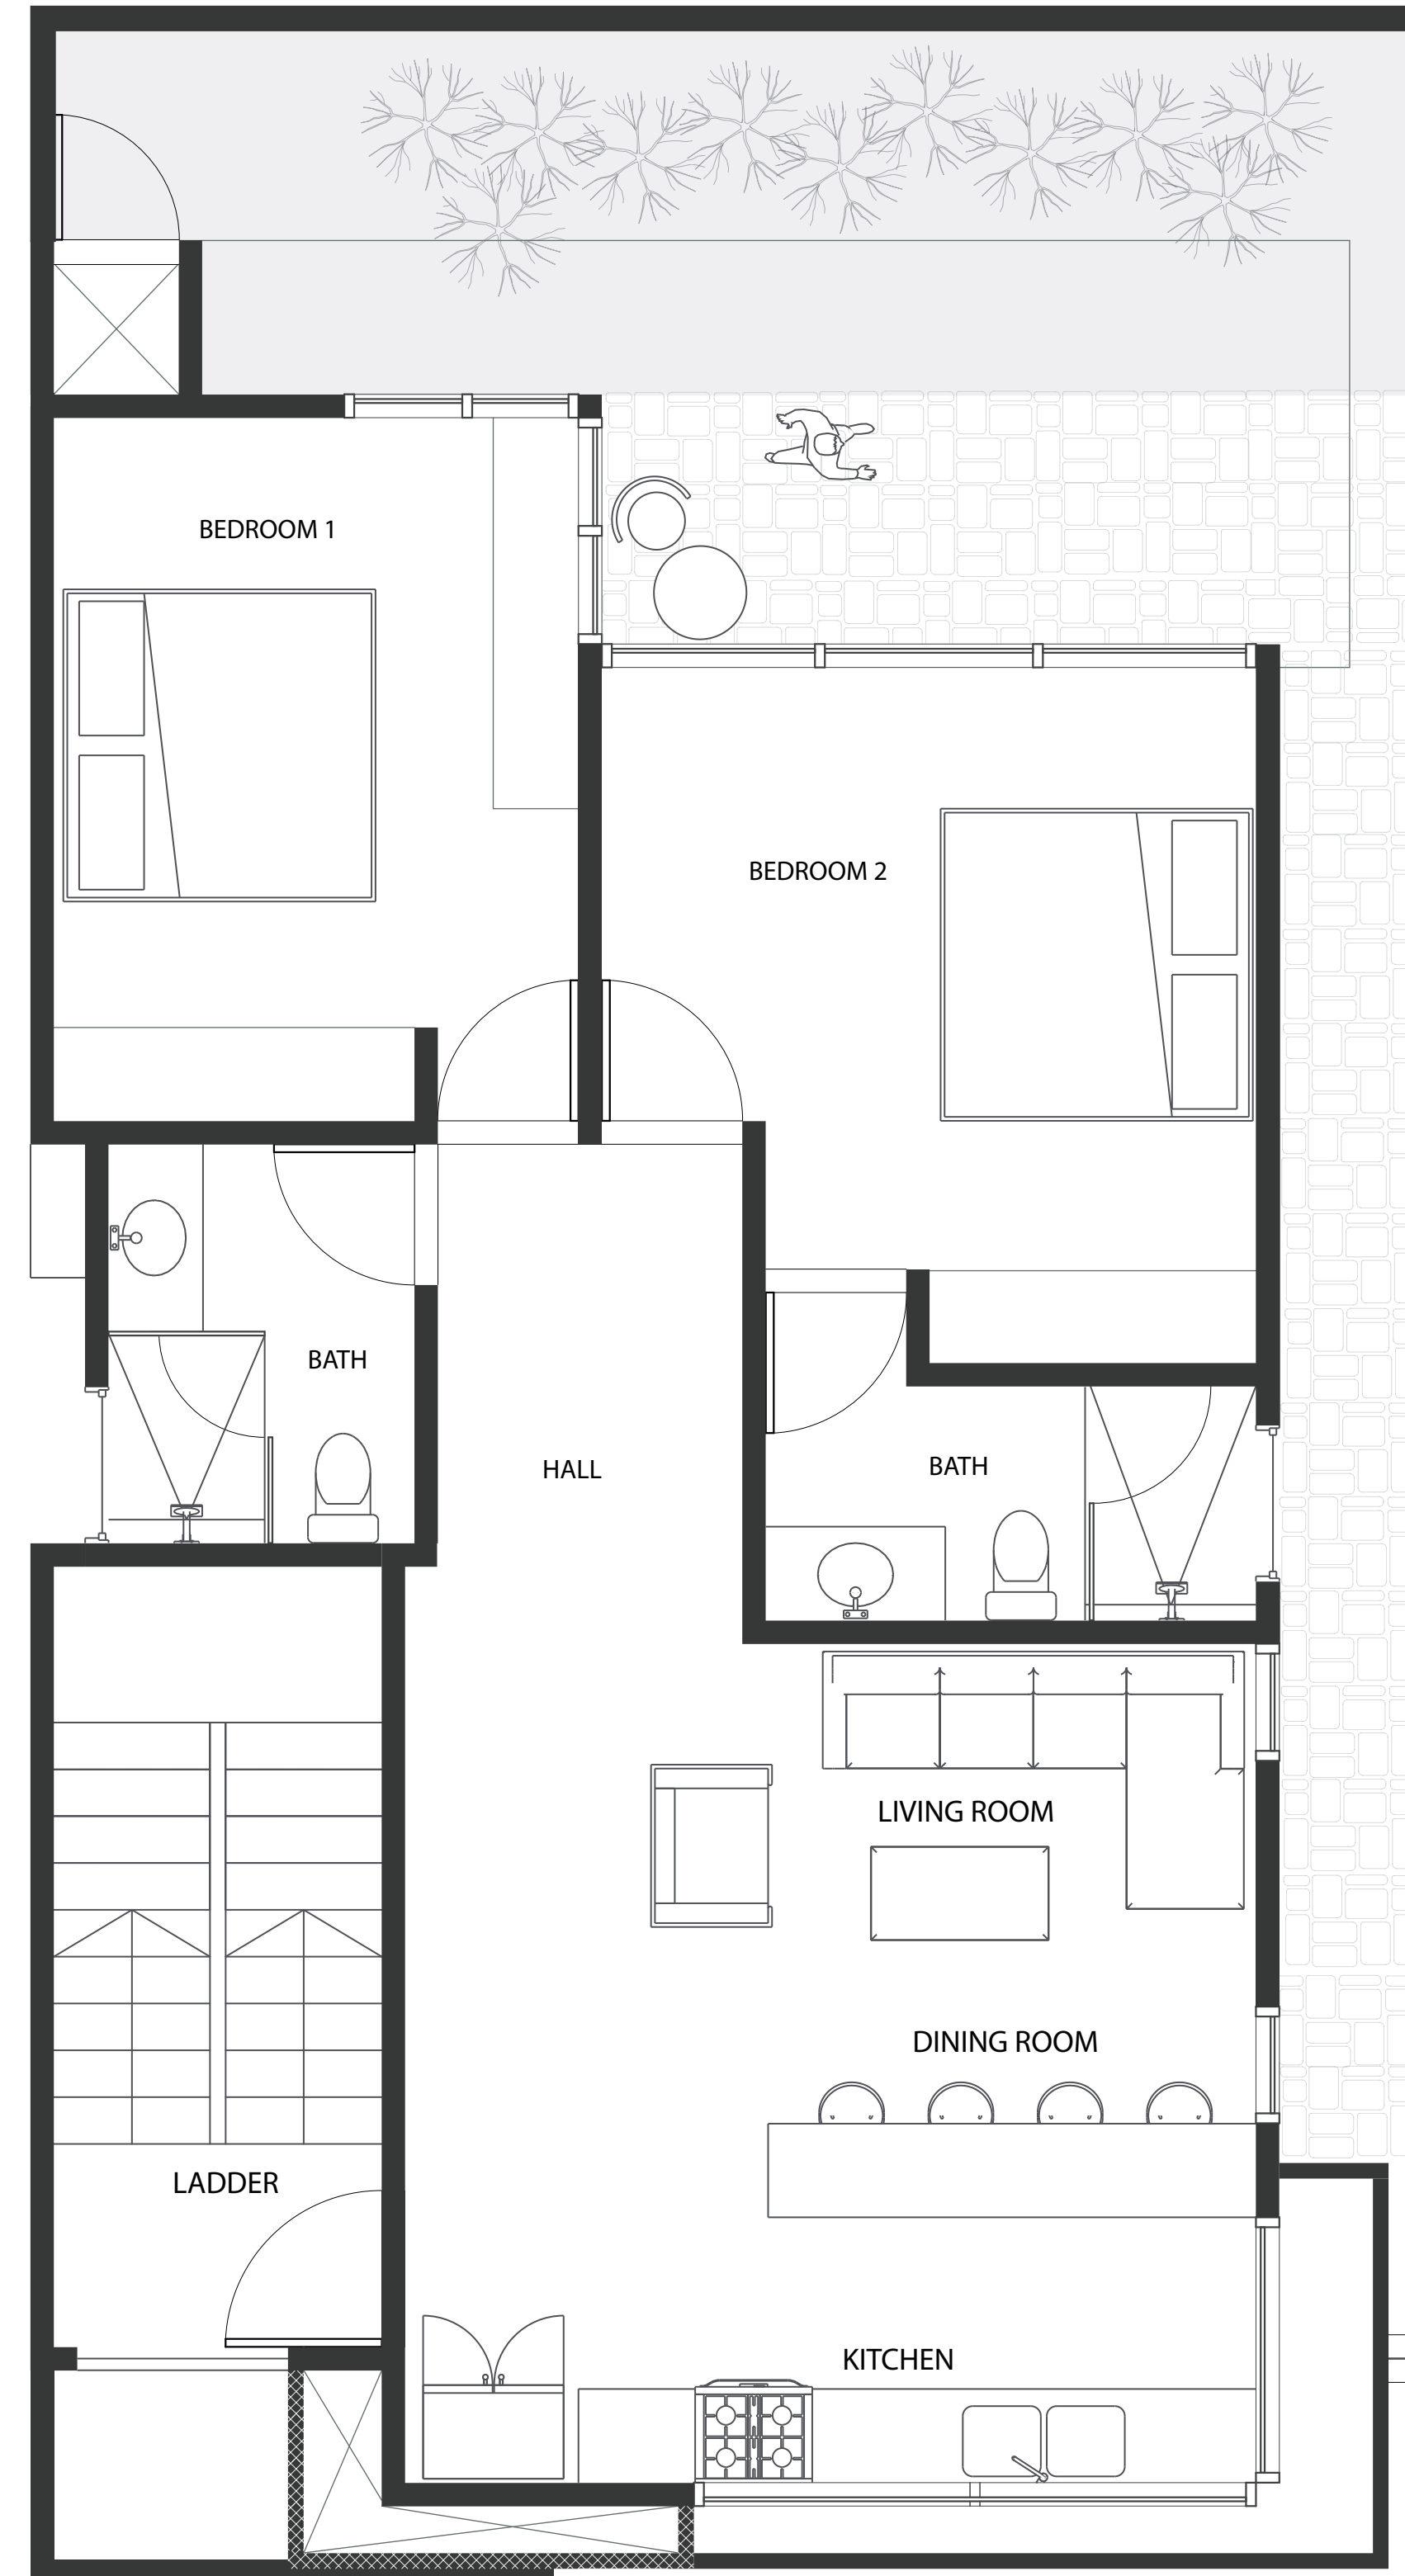 BEDROOM 1
BEDROOM 2
BATH
BATH
HALL
LIVING ROOM
DINING ROOM
LADDER
KITCHEN